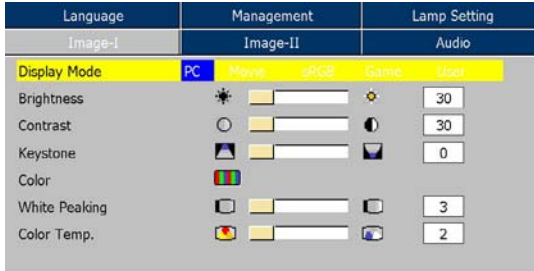 Language Management Lamp Setting
Image-I Image-II Audio
Display Mode PC Movie sRGB Game User
Brightness 30
Contrast 30
Keystone 0
Color
White Peaking 3
Color Temp. 2